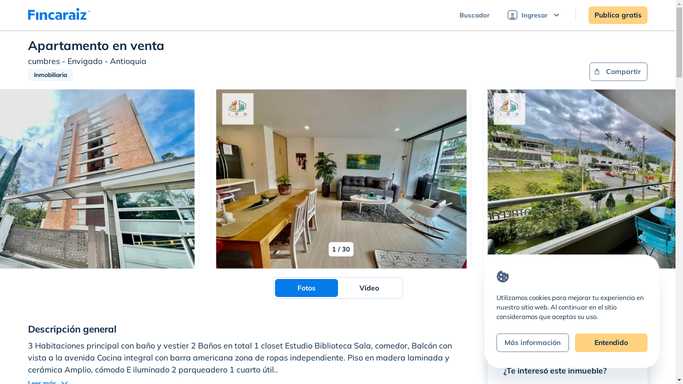 Fincaraiz
Buscador
Ingresar
Publica gratis
Apartamento en venta
cumbres - Envigado - Antioquia
Inmobiliaria
Compartir
1 / 30
Fotos
Video
Utilizamos cookies para mejorar tu experiencia en
nuestro sitio web. Al continuar en el sitio
consideramos que aceptas su uso.
Más información
Entendido
Descripción general
3 Habitaciones principal con baño y vestier 2 Baños en total 1 closet Estudio Biblioteca Sala, comedor, Balcón con
vista a la avenida Cocina integral con barra americana zona de ropas independiente. Piso en madera laminada y
cerámica Amplio, cómodo E iluminado 2 parqueadero 1 cuarto útil..
Leer más
¿Te interesó este inmueble?